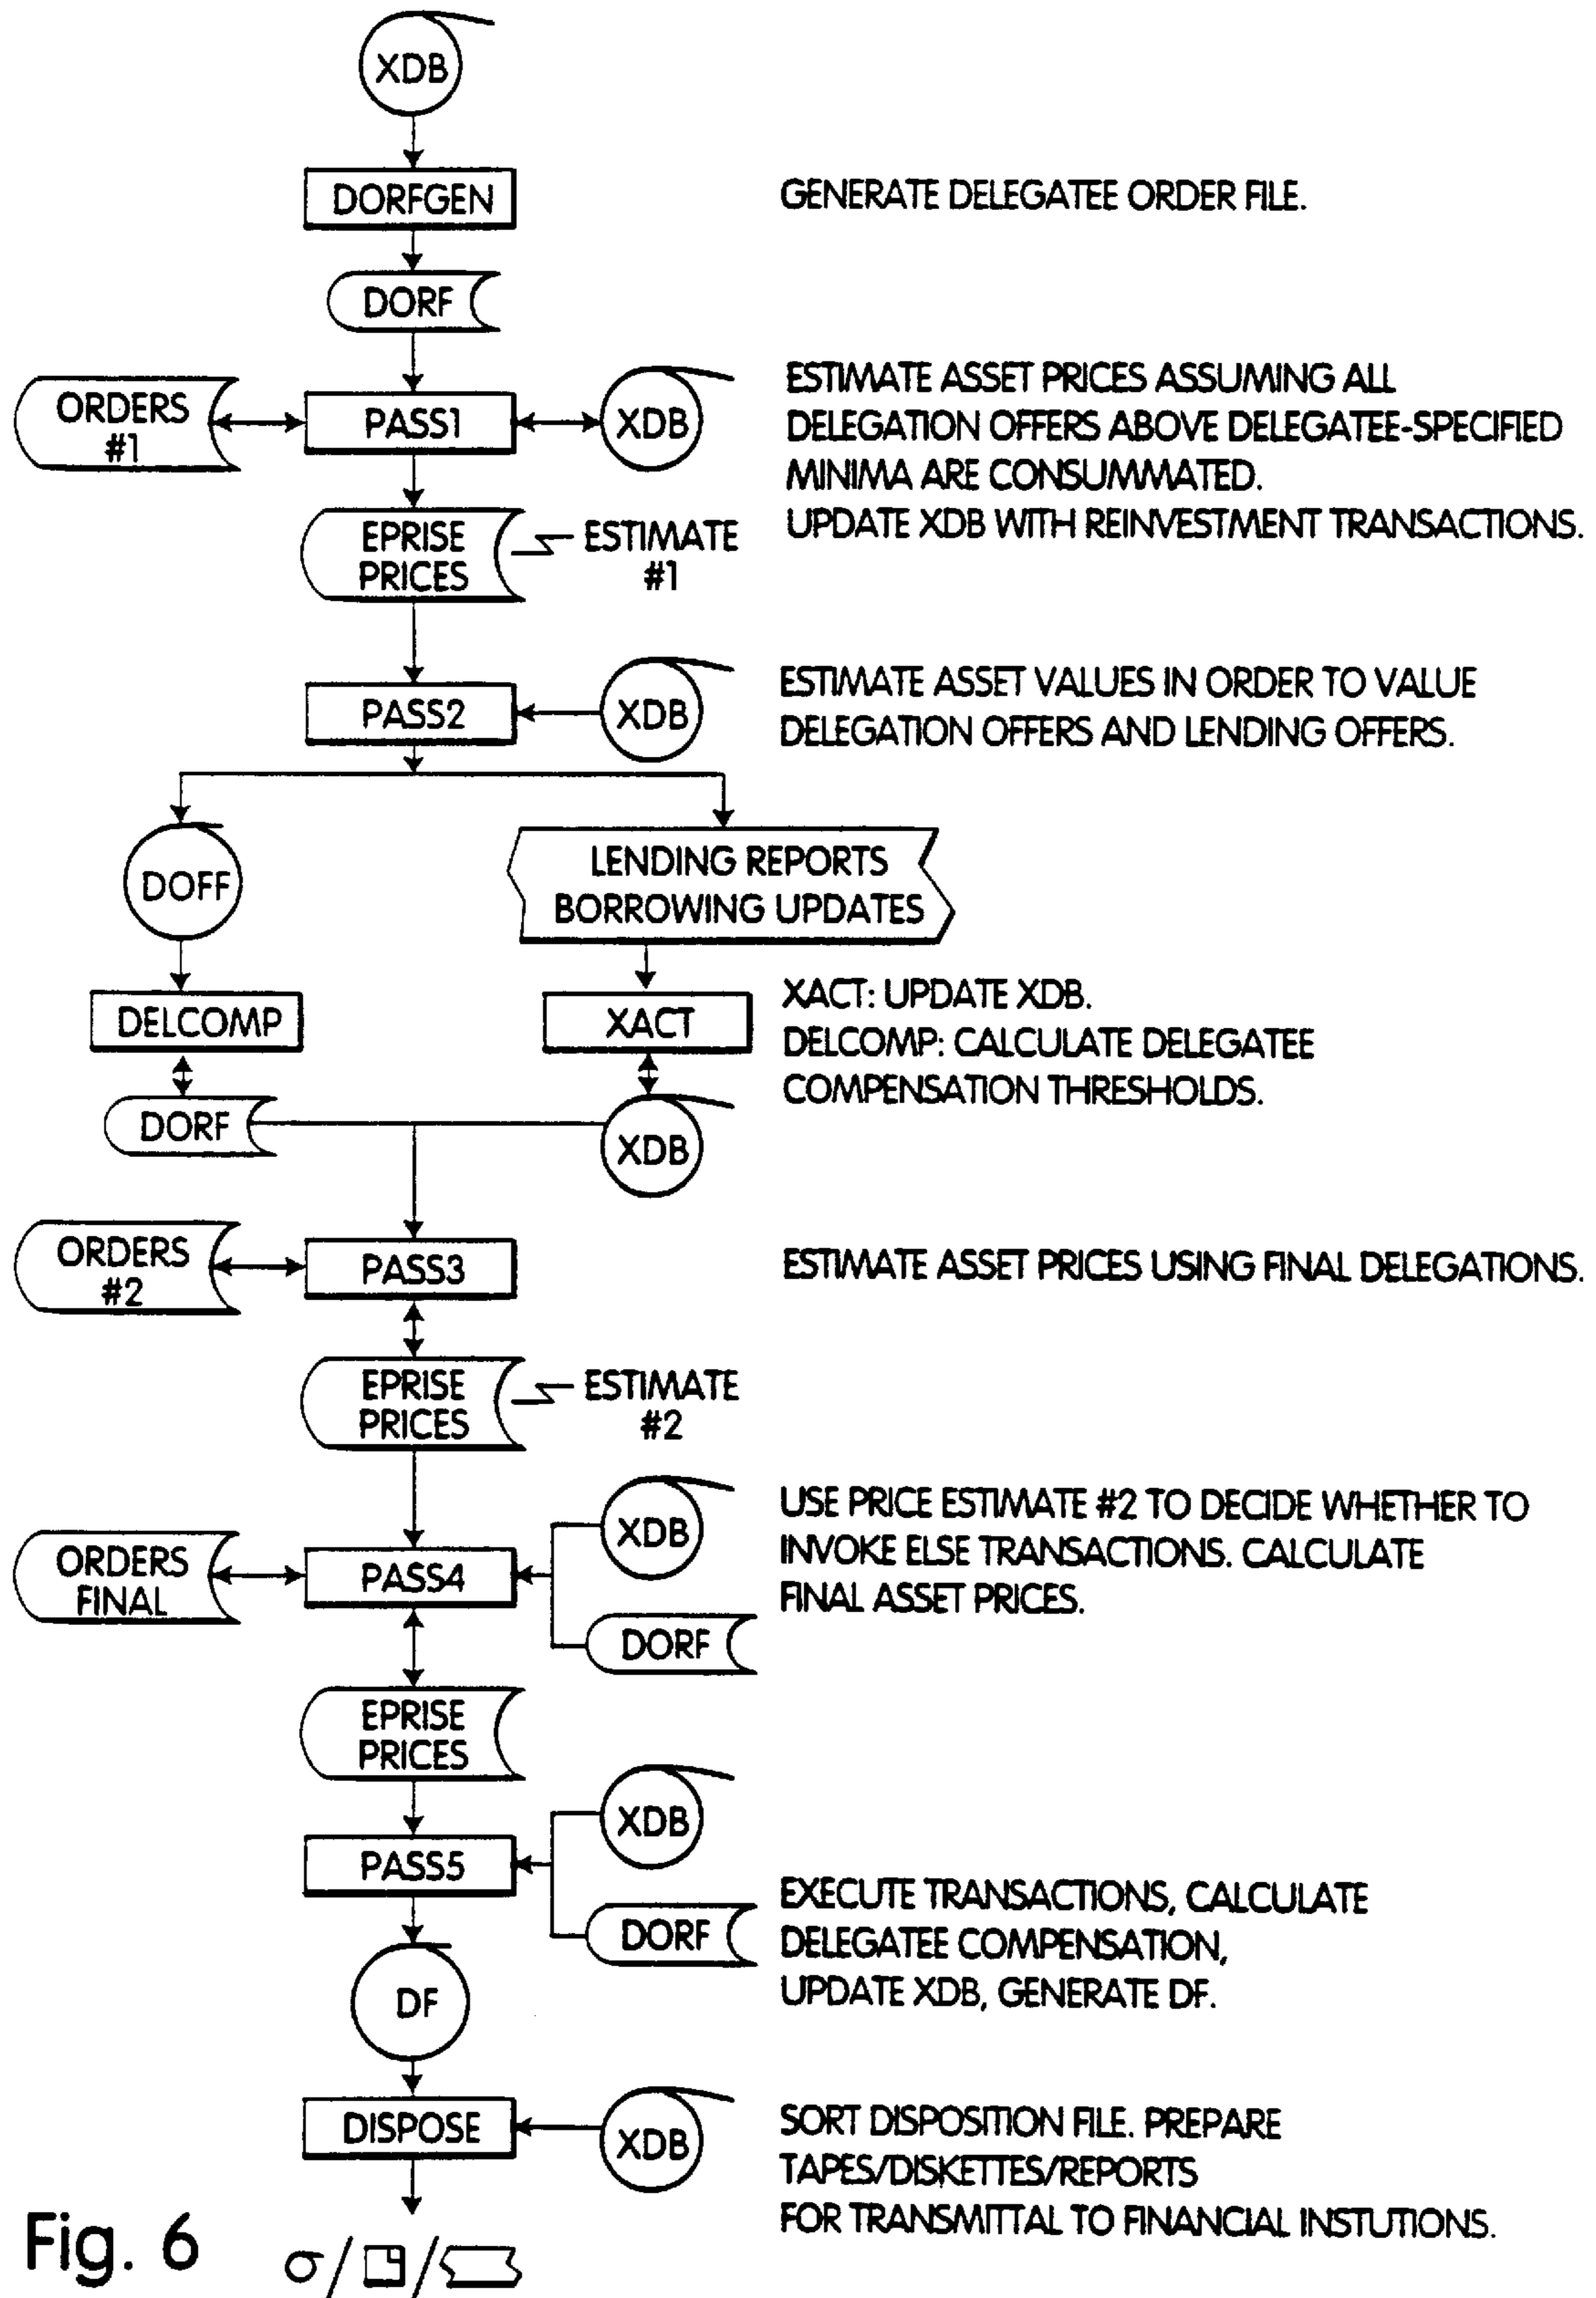 XDB
DORFGEN
GENERATE DELEGATEE ORDER FILE.
DORF
ORDERS
#1
PASS1
XDB
ESTIMATE ASSET PRICES ASSUMING ALL
DELEGATION OFFERS ABOVE DELEGATEE-SPECIFIED
MINIMA ARE CONSUMMATED.
UPDATE XDB WITH REINVESTMENT TRANSACTIONS.
EPRISE
PRICES
ESTIMATE
#1
PASS2
XDB
ESTIMATE ASSET VALUES IN ORDER TO VALUE
DELEGATION OFFERS AND LENDING OFFERS.
DOFF
LENDING REPORTS
BORROWING UPDATES
DELCOMP
XACT
XACT: UPDATE XDB.
DELCOMP: CALCULATE DELEGATEE
COMPENSATION THRESHOLDS.
DORF
XDB
ORDERS
#2
PASS3
ESTIMATE ASSET PRICES USING FINAL DELEGATIONS.
EPRISE
PRICES
ESTIMATE
#2
ORDERS
FINAL
PASS4
XDB
DORF
USE PRICE ESTIMATE #2 TO DECIDE WHETHER TO
INVOKE ELSE TRANSACTIONS. CALCULATE
FINAL ASSET PRICES.
EPRISE
PRICES
PASS5
XDB
DORF
EXECUTE TRANSACTIONS, CALCULATE
DELEGATEE COMPENSATION,
UPDATE XDB, GENERATE DF.
DF
DISPOSE
XDB
SORT DISPOSITION FILE. PREPARE
TAPES/DISKETTES/REPORTS
FOR TRANSMITTAL TO FINANCIAL INSTUTIONS.
Fig. 6